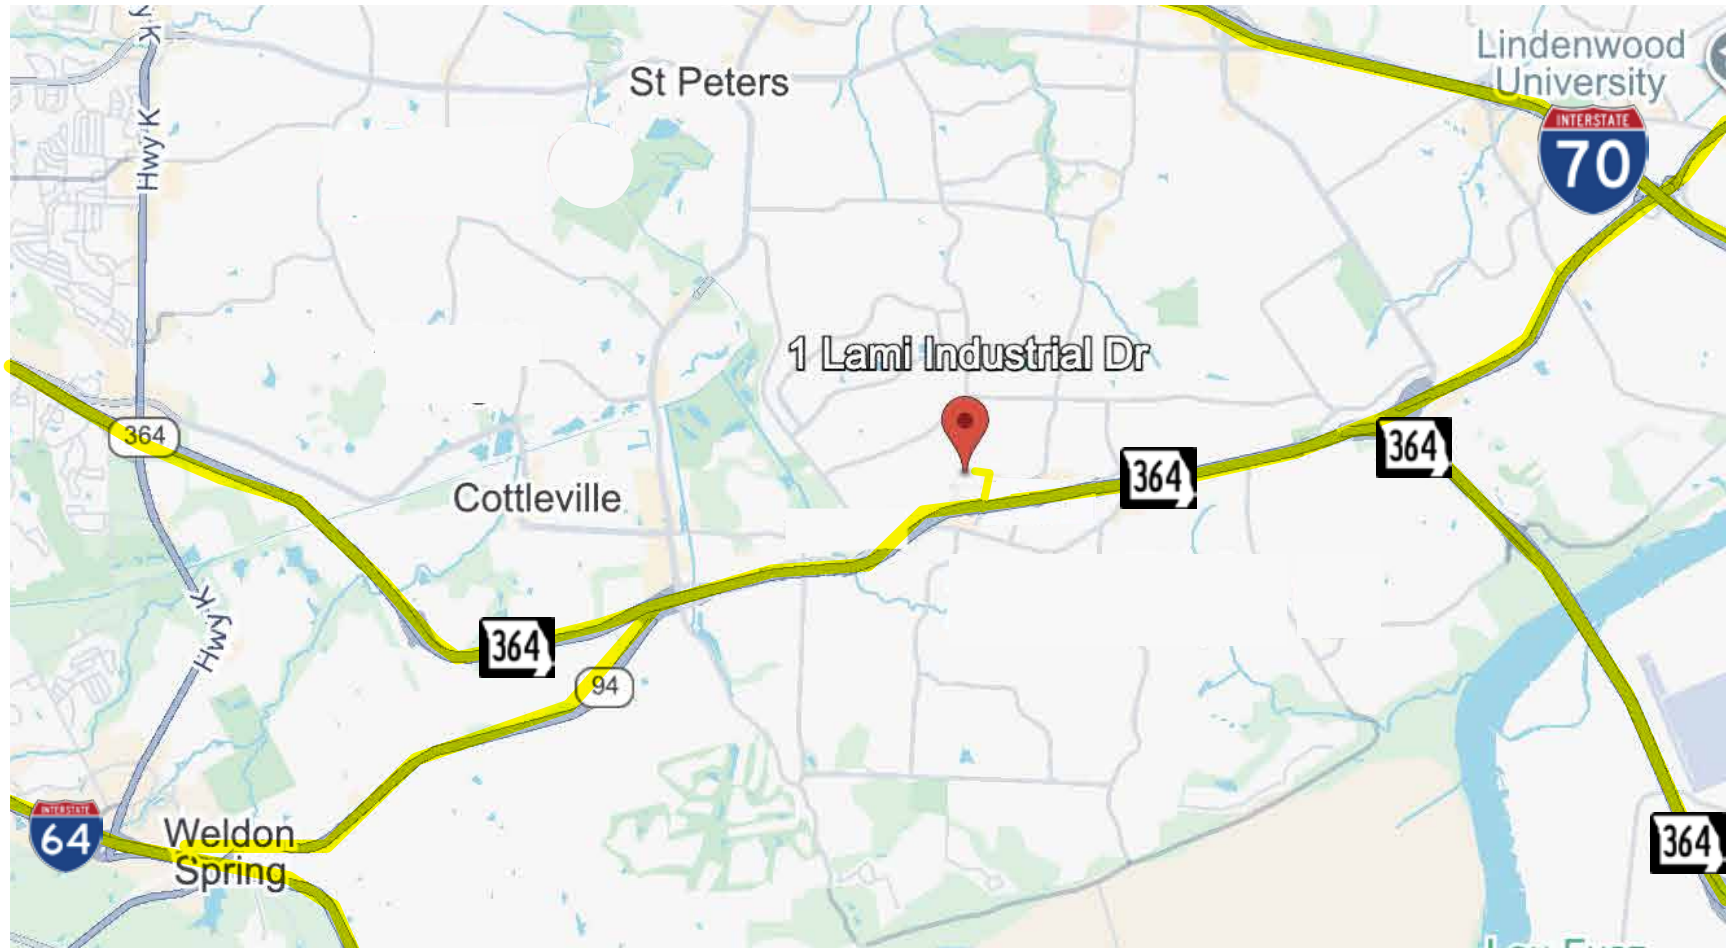 Hwy K
St Peters
Lindenwood
University
INTERSTATE
70
Hwy K
1 Lami Industrial Dr
364
364
364
Cottleville
Hwy K
364
94
INTERSTATE
64
Weldon
Spring
364